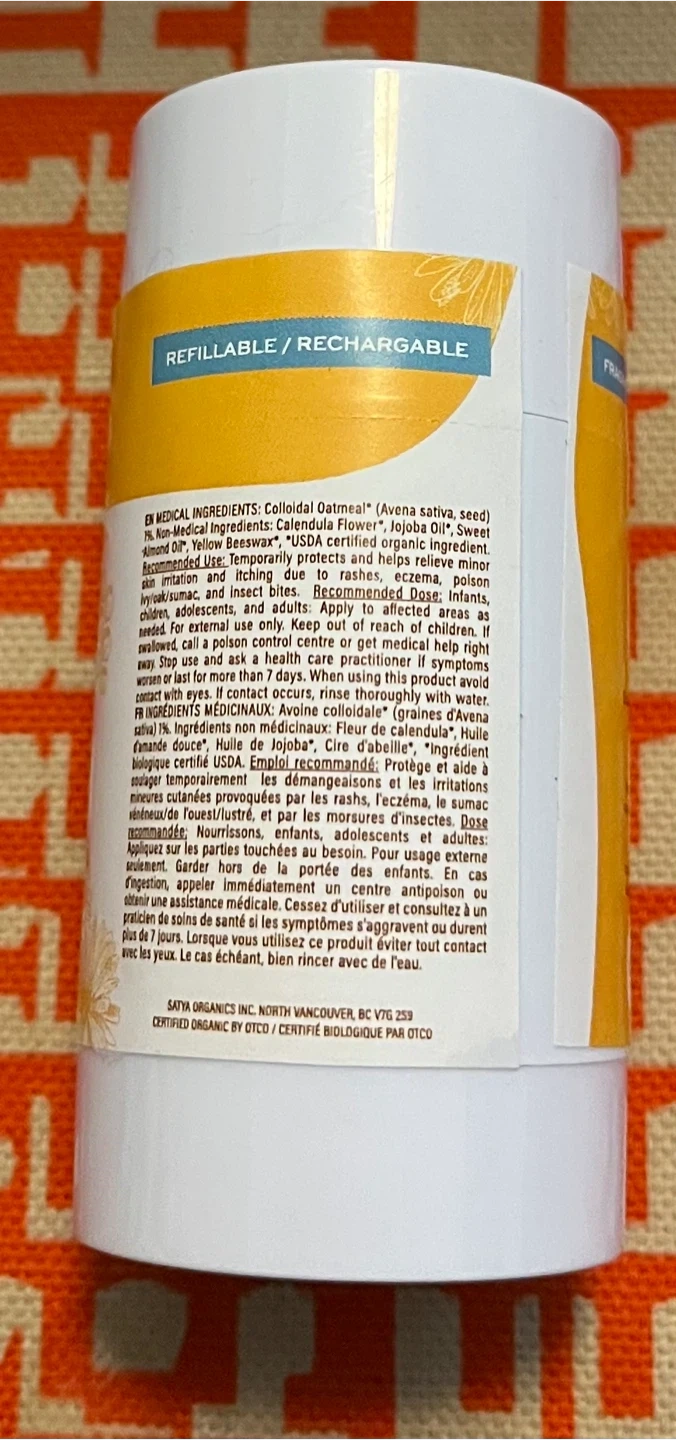 REFILLABLE / RECHARGABLE
EN MEDICAL INGREDIENTS: Colloidal Oatmeal* (Avena sativa, seed)
1%. Non-Medical Ingredients: Calendula Flower*, Jojoba Oil*, Sweet
Almond Oil*, Yellow Beeswax*, *USDA certified organic ingredient.
Recommended Use: Temporarily protects and helps relieve minor
skin irritation and itching due to rashes, eczema, poison
ivy/oak/sumac, and insect bites. Recommended Dose: Infants,
children, adolescents, and adults: Apply to affected areas as
needed. For external use only. Keep out of reach of children. If
swallowed, call a poison control centre or get medical help right
away. Stop use and ask a health care practitioner if symptoms
worsen or last for more than 7 days. When using this product avoid
contact with eyes. If contact occurs, rinse thoroughly with water.
FR INGRÉDIENTS MÉDICINAUX: Avoine colloïdale* (graines d'Avena
sativa) 1%. Ingrédients non médicinaux: Fleur de calendula*, Huile
d'amande douce*, Huile de Jojoba*, Cire d'abeille*, *Ingrédient
biologique certifié USDA. Emploi recommandé: Protège et aide à
soulager temporairement les démangeaisons et les irritations
mineures cutanées provoquées par les rashs, l'eczéma, le sumac
vénéneux/de l'ouest/lustré, et par les morsures d'insectes. Dose
recommandée: Nourrissons, enfants, adolescents et adultes:
Appliquez sur les parties touchées au besoin. Pour usage externe
seulement. Garder hors de la portée des enfants. En cas
d'ingestion, appeler immédiatement un centre antipoison ou
obtenir une assistance médicale. Cessez d'utiliser et consultez à un
praticien de soins de santé si les symptômes s'aggravent ou durent
plus de 7 jours. Lorsque vous utilisez ce produit éviter tout contact
avec les yeux. Le cas échéant, bien rincer avec de l'eau.
SATYA ORGANICS INC. NORTH VANCOUVER, BC V7G 2S9
CERTIFIED ORGANIC BY OTCO / CERTIFIÉ BIOLOGIQUE PAR OTCO